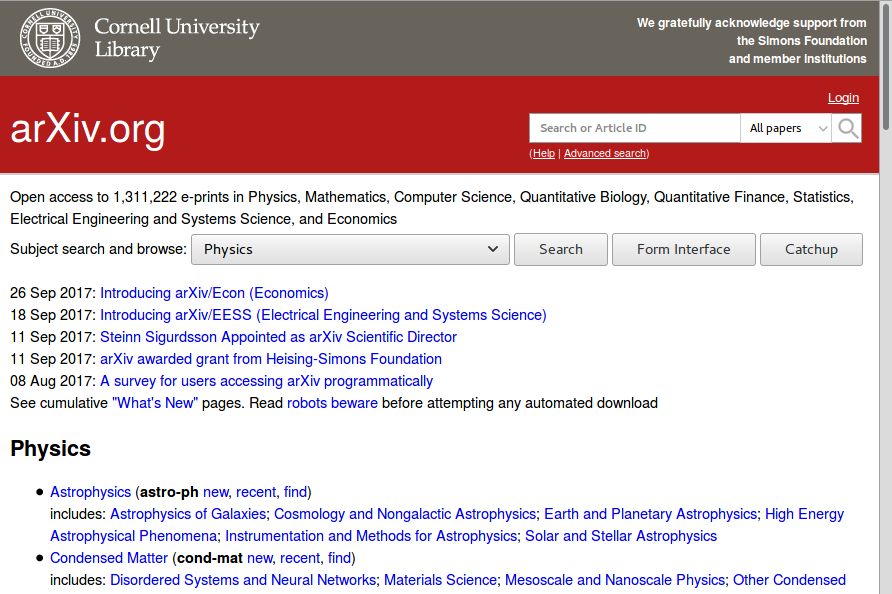 Cornell University
Library
We gratefully acknowledge support from
the Simons Foundation
and member institutions
Login
arXiv.org
Search or Article ID
All papers
(Help | Advanced search)
Open access to 1,311,222 e-prints in Physics, Mathematics, Computer Science, Quantitative Biology, Quantitative Finance, Statistics,
Electrical Engineering and Systems Science, and Economics
Subject search and browse: Physics Search Form Interface Catchup
26 Sep 2017: Introducing arXiv/Econ (Economics)
18 Sep 2017: Introducing arXiv/EESS (Electrical Engineering and Systems Science)
11 Sep 2017: Steinn Sigurdsson Appointed as arXiv Scientific Director
11 Sep 2017: arXiv awarded grant from Heising-Simons Foundation
08 Aug 2017: A survey for users accessing arXiv programmatically
See cumulative "What's New" pages. Read robots beware before attempting any automated download
Physics
• Astrophysics (astro-ph new, recent, find)
includes: Astrophysics of Galaxies; Cosmology and Nongalactic Astrophysics; Earth and Planetary Astrophysics; High Energy
Astrophysical Phenomena; Instrumentation and Methods for Astrophysics; Solar and Stellar Astrophysics
• Condensed Matter (cond-mat new, recent, find)
includes: Disordered Systems and Neural Networks; Materials Science; Mesoscale and Nanoscale Physics; Other Condensed